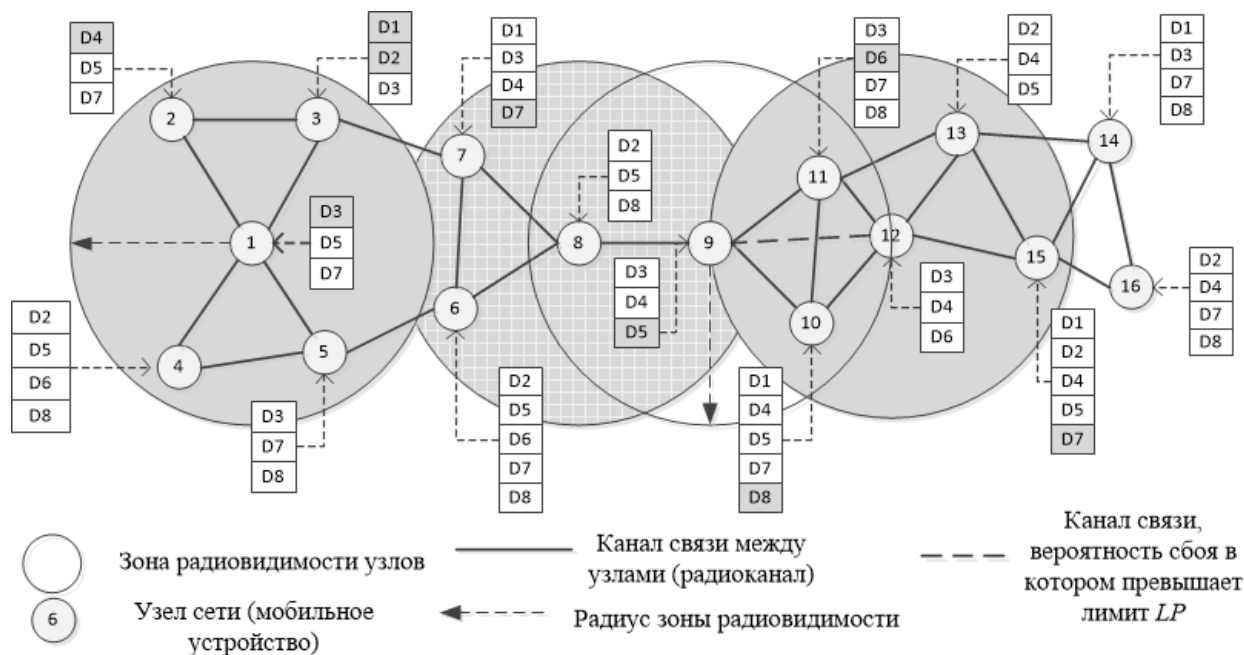 D4
D5
D7
D1
D2
D3
D1
D3
D4
D7
D3
D6
D7
D8
D2
D4
D5
D1
D3
D7
D8
2
3
7
11
13
14
D2
D5
D8
1
D3
D5
D7
8
9
12
15
16
D3
D4
D5
D3
D4
D6
D2
D4
D7
D8
D2
D5
D6
D8
4
5
6
10
D3
D7
D8
D2
D5
D6
D7
D8
D1
D4
D5
D7
D8
D1
D2
D4
D5
D7
Зона радиовидимости узлов
Канал связи между
узлами (радиоканал)
Канал связи,
вероятность сбоя в
котором превышает
лимит LP
6
Узел сети (мобильное
устройство)
Радиус зоны радиовидимости